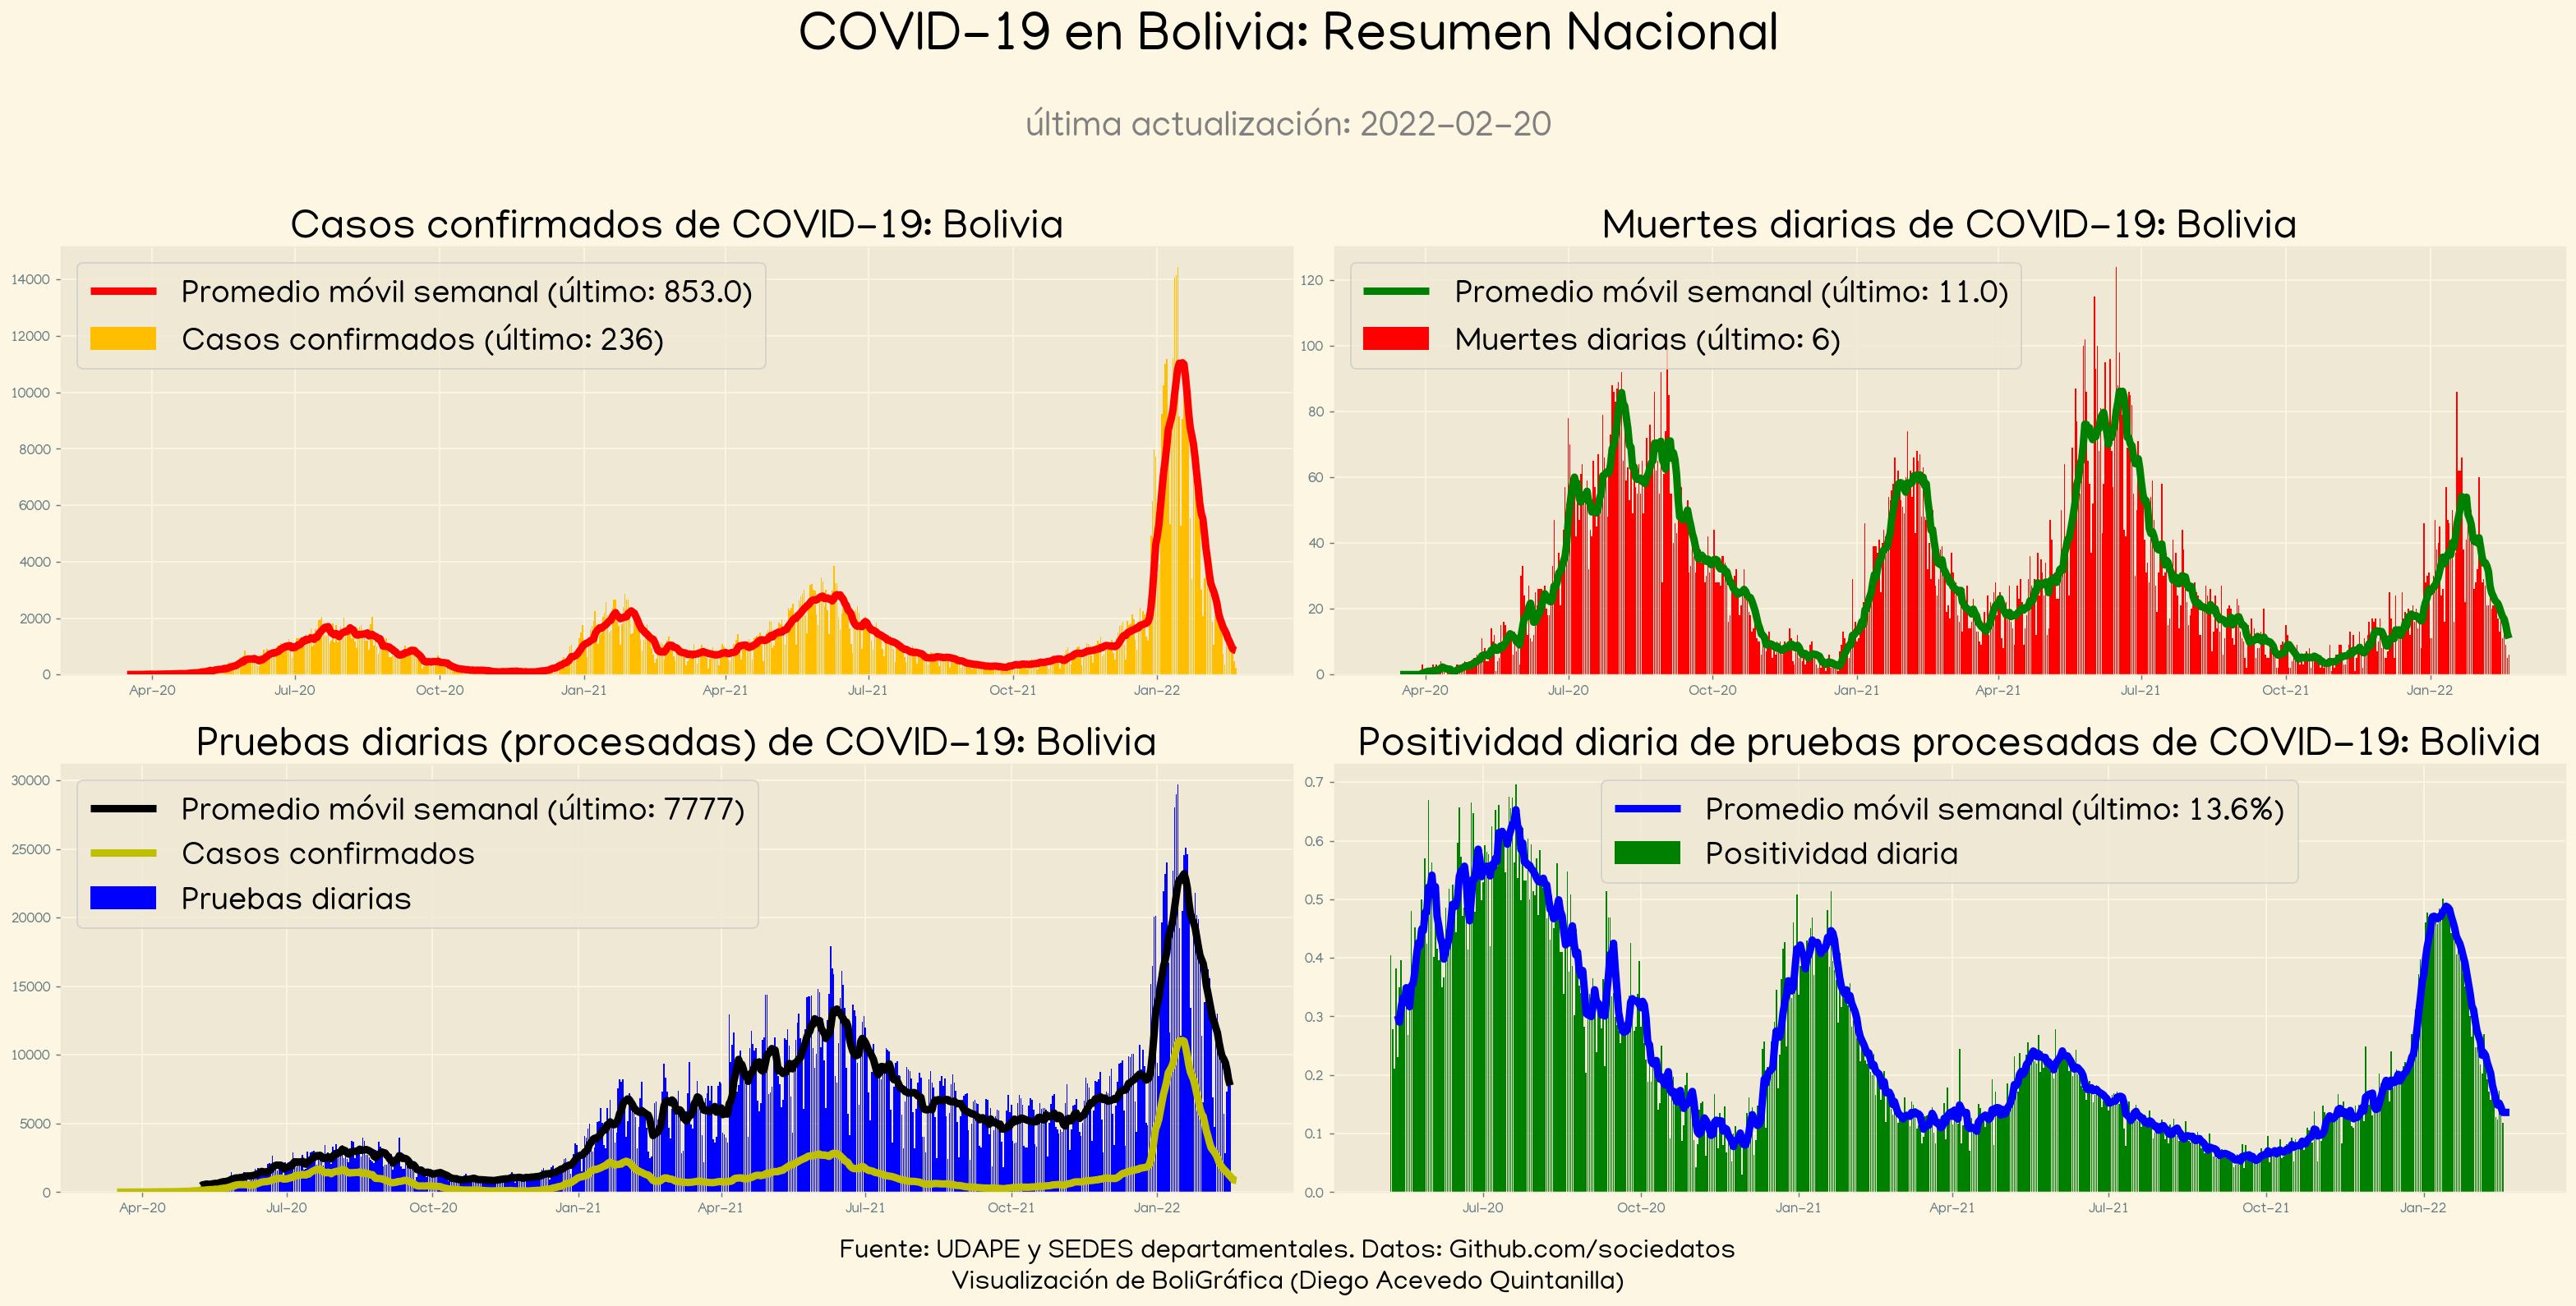 COVID-19 en Bolivia: Resumen Nacional
última actualización: 2022-02-20
Casos confirmados de COVID-19: Bolivia
Promedio móvil semanal (último: 853.0)
Casos confirmados (último: 236)
14000
12000
10000
8000
6000
4000
2000
0
Apr-20 Jul-20 Oct-20 Jan-21 Apr-21 Jul-21 Oct-21 Jan-22
Muertes diarias de COVID-19: Bolivia
Promedio móvil semanal (último: 11.0)
Muertes diarias (último: 6)
120
100
80
60
40
20
0
Apr-20 Jul-20 Oct-20 Jan-21 Apr-21 Jul-21 Oct-21 Jan-22
Pruebas diarias (procesadas) de COVID-19: Bolivia
Promedio móvil semanal (último: 7777)
Casos confirmados
Pruebas diarias
30000
25000
20000
15000
10000
5000
0
Apr-20 Jul-20 Oct-20 Jan-21 Apr-21 Jul-21 Oct-21 Jan-22
Positividad diaria de pruebas procesadas de COVID-19: Bolivia
Promedio móvil semanal (último: 13.6%)
Positividad diaria
0.7
0.6
0.5
0.4
0.3
0.2
0.1
0.0
Jul-20 Oct-20 Jan-21 Apr-21 Jul-21 Oct-21 Jan-22
Fuente: UDAPE y SEDES departamentales. Datos: Github.com/sociedatos
Visualización de BoliGráfica (Diego Acevedo Quintanilla)